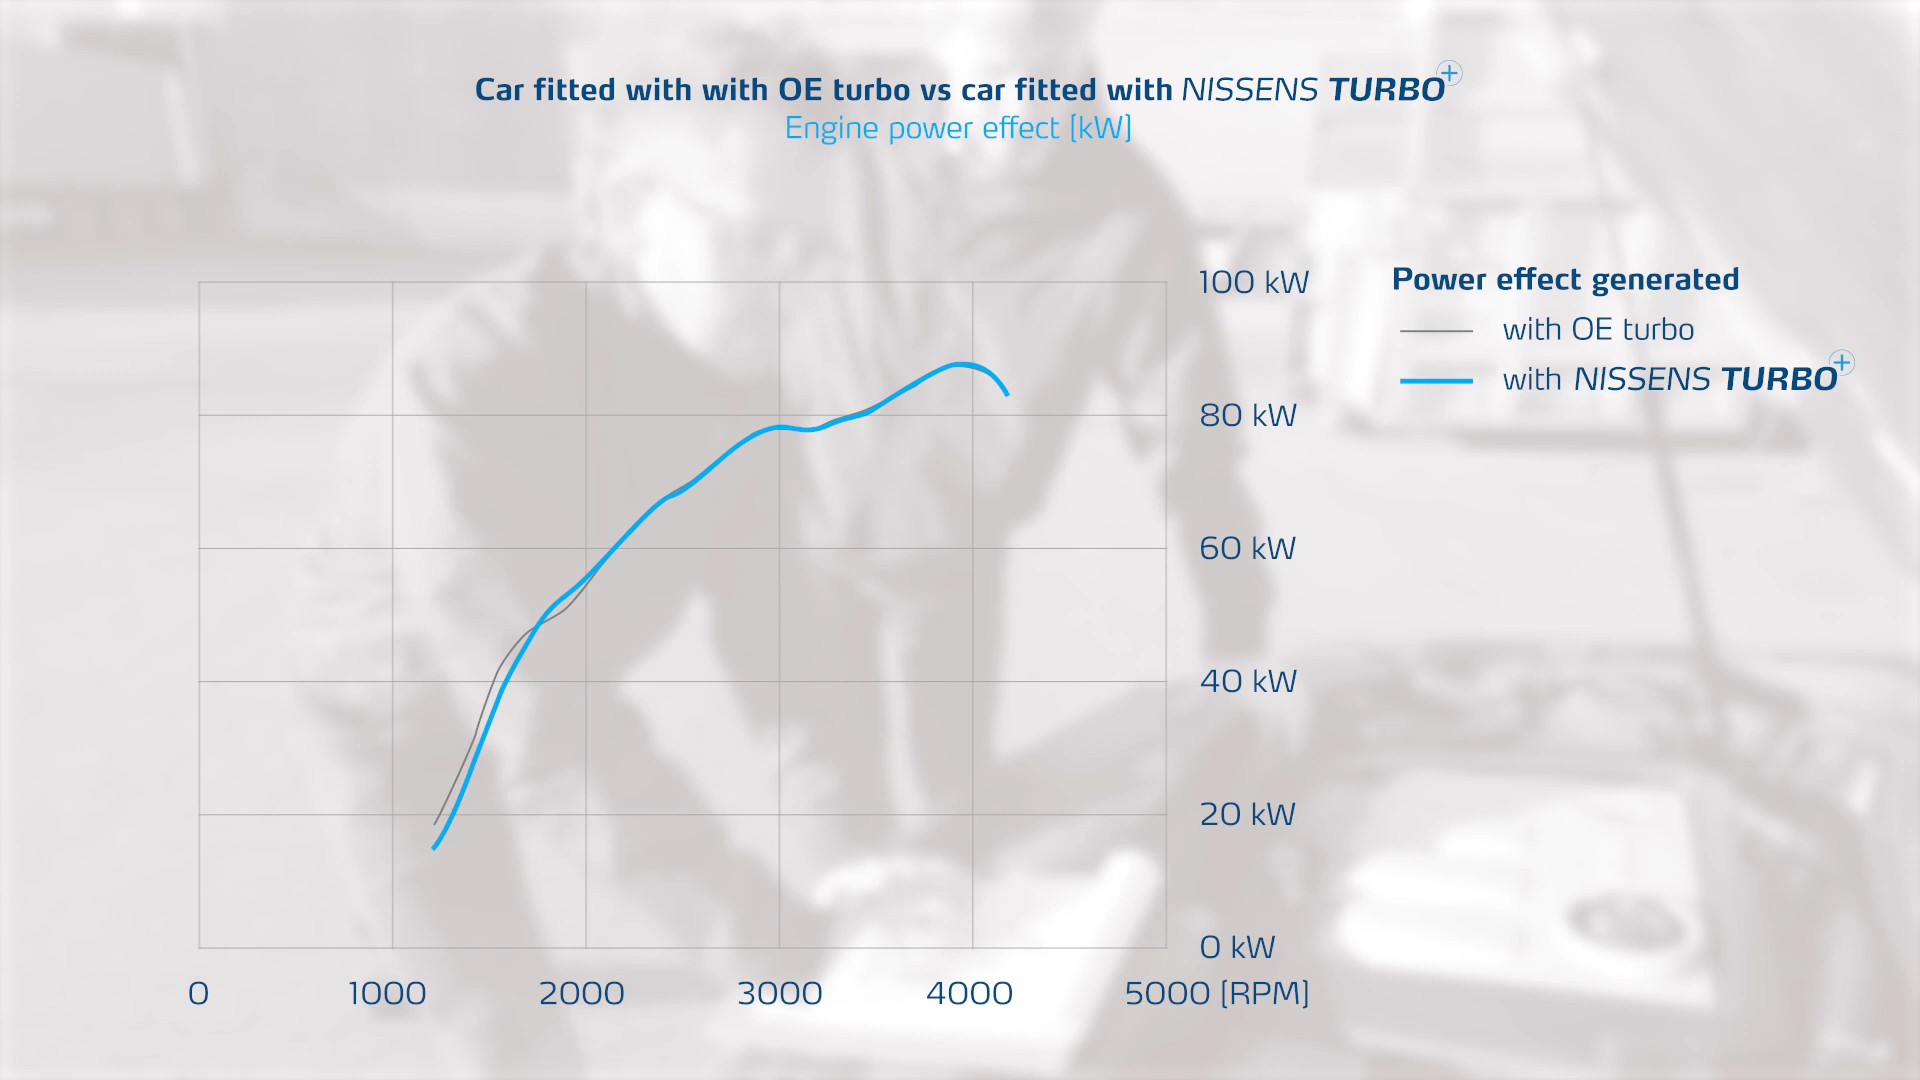 Car fitted with with OE turbo vs car fitted with NISSENS TURBO+
Engine power effect [kW]
100 kW
80 kW
60 kW
40 kW
20 kW
0 kW
0 1000 2000 3000 4000 5000 [RPM]
Power effect generated
with OE turbo
with NISSENS TURBO+